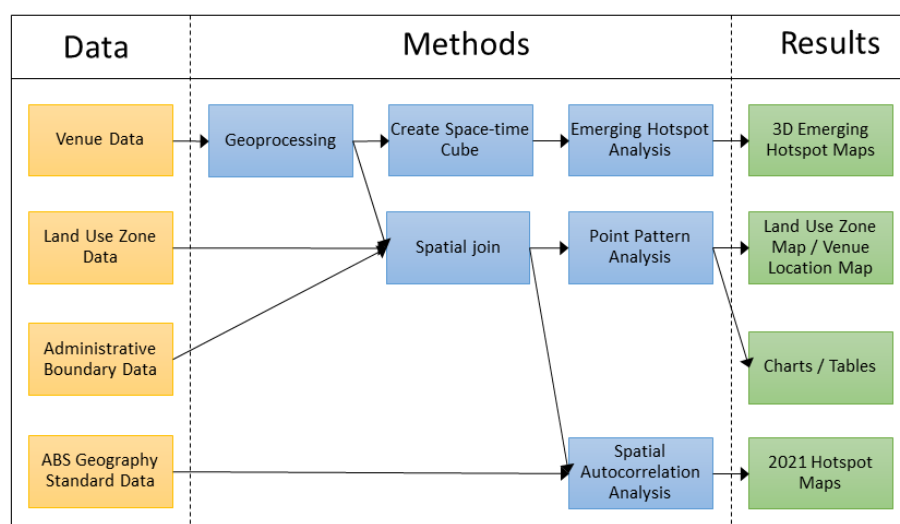 Data
Methods
Results
Venue Data
Geoprocessing
Create Space-time
Cube
Emerging Hotspot
Analysis
3D Emerging
Hotspot Maps
Land Use Zone
Data
Spatial join
Point Pattern
Analysis
Land Use Zone
Map / Venue
Location Map
Administrative
Boundary Data
Charts / Tables
ABS Geography
Standard Data
Spatial
Autocorrelation
Analysis
2021 Hotspot
Maps